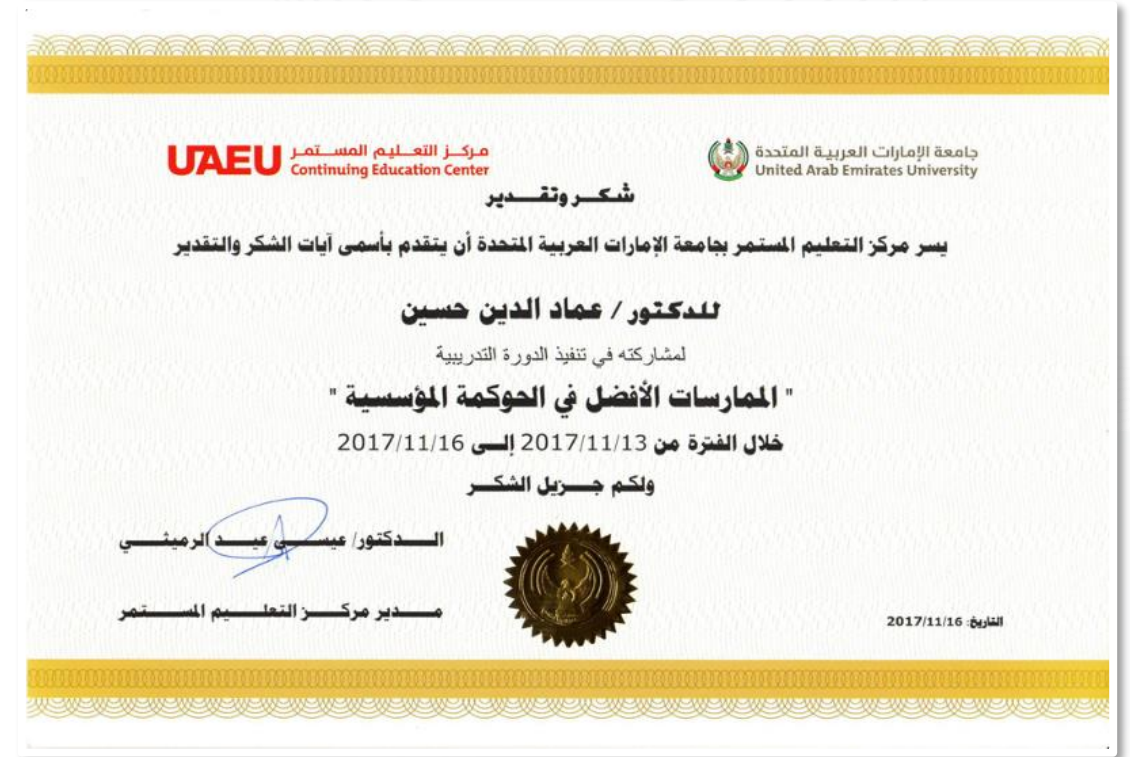 جامعة الإمارات العربية المتحدة
United Arab Emirates University
UAEU
مركز التعليم المستمر
Continuing Education Center
شكر وتقدير
يسر مركز التعليم المستمر بجامعة الإمارات العربية المتحدة أن يتقدم بأسمى آيات الشكر والتقدير
للدكتور / عماد الدين حسين
لمشاركته في تنفيذ الدورة التدريبية
" الممارسات الأفضل في الحوكمة المؤسسية "
خلال الفترة من 2017/11/13 إلى 2017/11/16
ولكم جزيل الشكر
الدكتور/ عيسى عيد الرميثي
مدير مركز التعليم المستمر
التاريخ: 2017/11/16